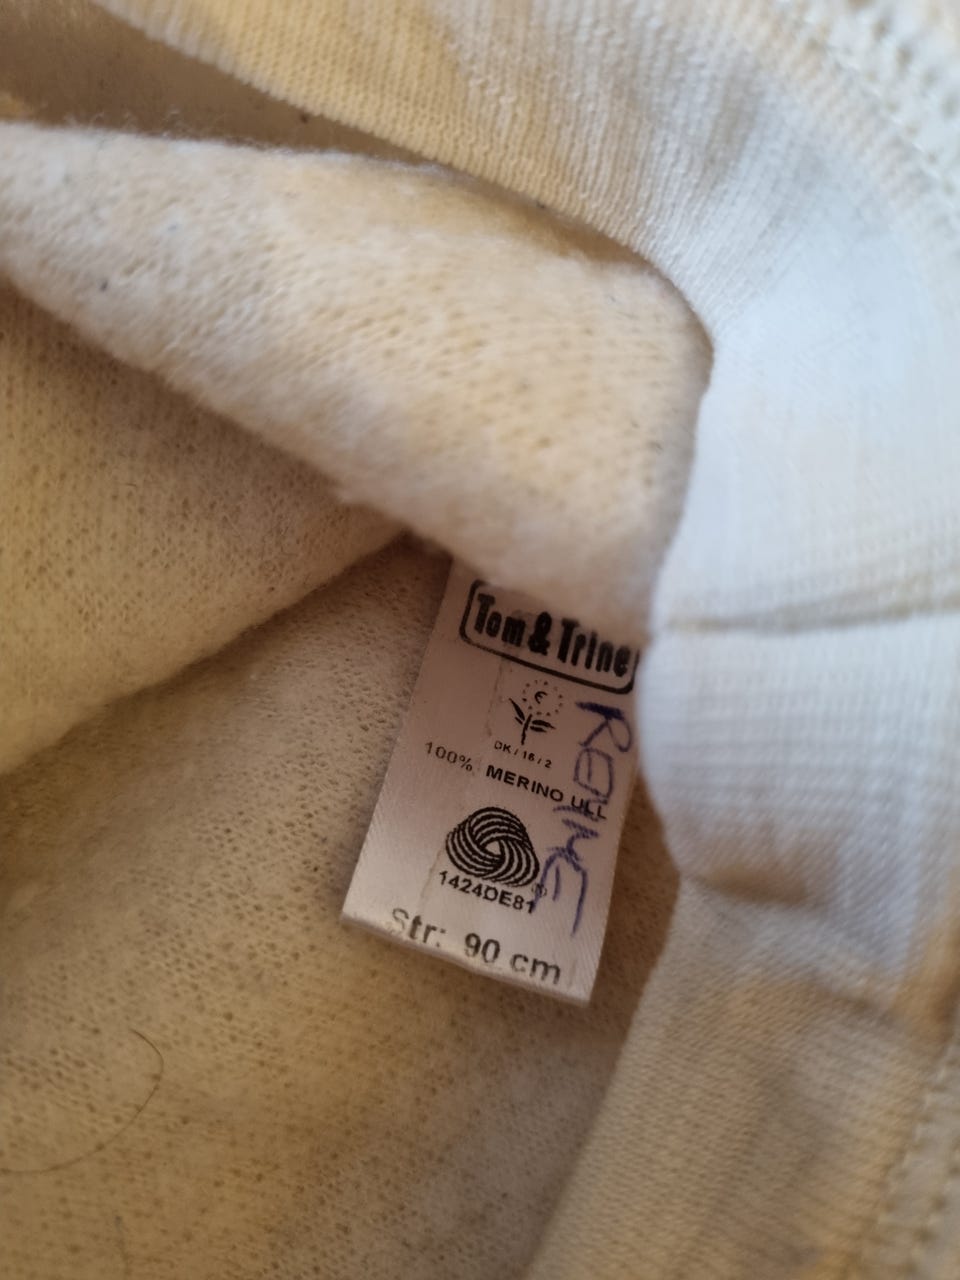 Tom & Trine
€
DK / 16 / 2
100% MERINO ULL
1424DE81
®
Str: 90 cm